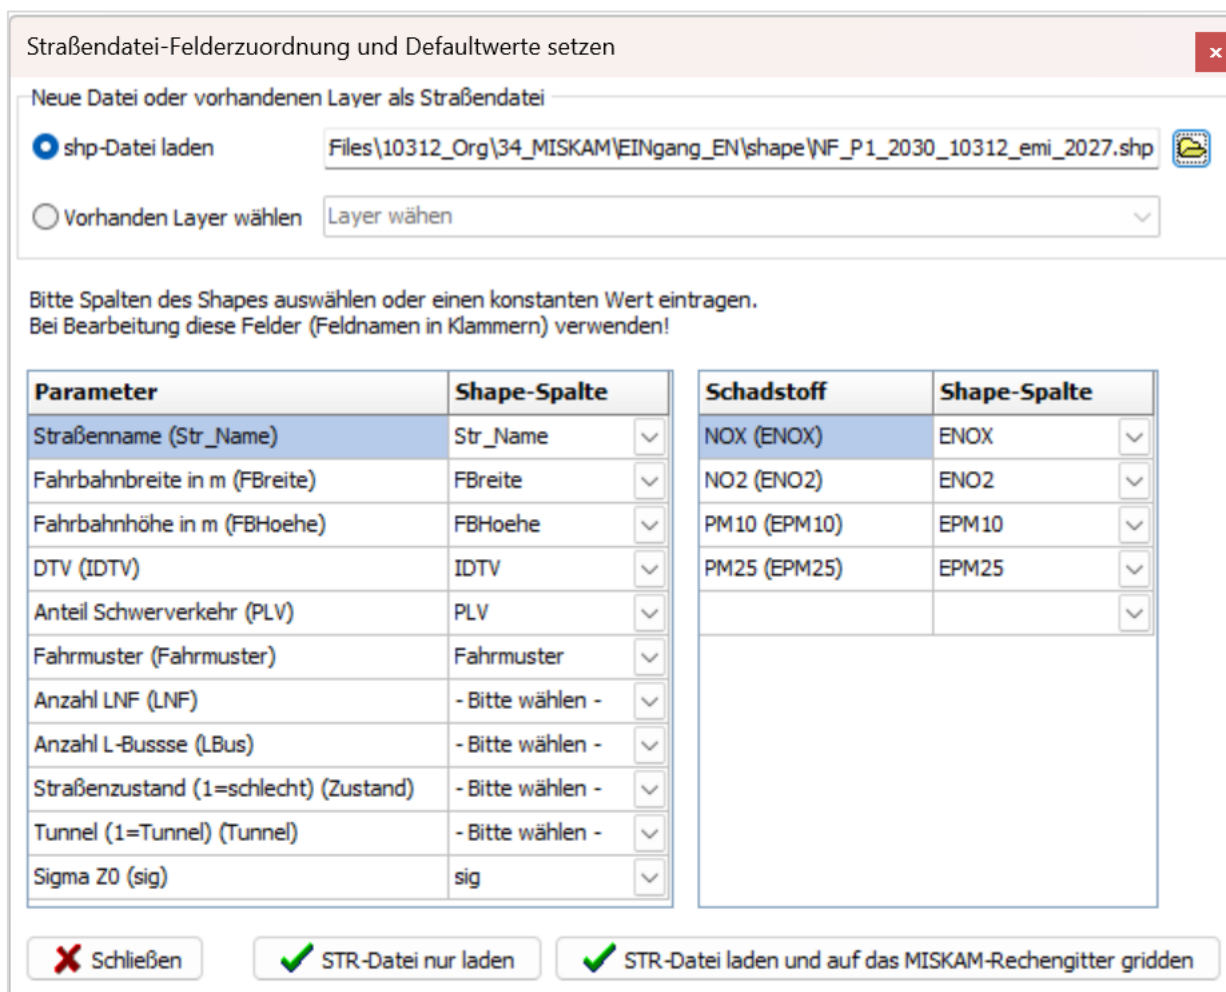 Straßendatei-Felderzuordnung und Defaultwerte setzen
x
Neue Datei oder vorhandenen Layer als Straßendatei
shp-Datei laden Files\10312_Org\34_MISKAM\EINgang_EN\shape\NF_P1_2030_10312_emi_2027.shp
Vorhanden Layer wählen Layer wähen
Bitte Spalten des Shapes auswählen oder einen konstanten Wert eintragen.
Bei Bearbeitung diese Felder (Feldnamen in Klammern) verwenden!
Parameter Shape-Spalte
Straßenname (Str_Name) Str_Name
Fahrbahnbreite in m (FBreite) FBreite
Fahrbahnhöhe in m (FBHoehe) FBHoehe
DTV (IDTV) IDTV
Anteil Schwerverkehr (PLV) PLV
Fahrmuster (Fahrmuster) Fahrmuster
Anzahl LNF (LNF) - Bitte wählen -
Anzahl L-Bussse (LBus) - Bitte wählen -
Straßenzustand (1=schlecht) (Zustand) - Bitte wählen -
Tunnel (1=Tunnel) (Tunnel) - Bitte wählen -
Sigma Z0 (sig) sig
Schadstoff Shape-Spalte
NOX (ENOX) ENOX
NO2 (ENO2) ENO2
PM10 (EPM10) EPM10
PM25 (EPM25) EPM25
Schließen STR-Datei nur laden STR-Datei laden und auf das MISKAM-Rechengitter gridden